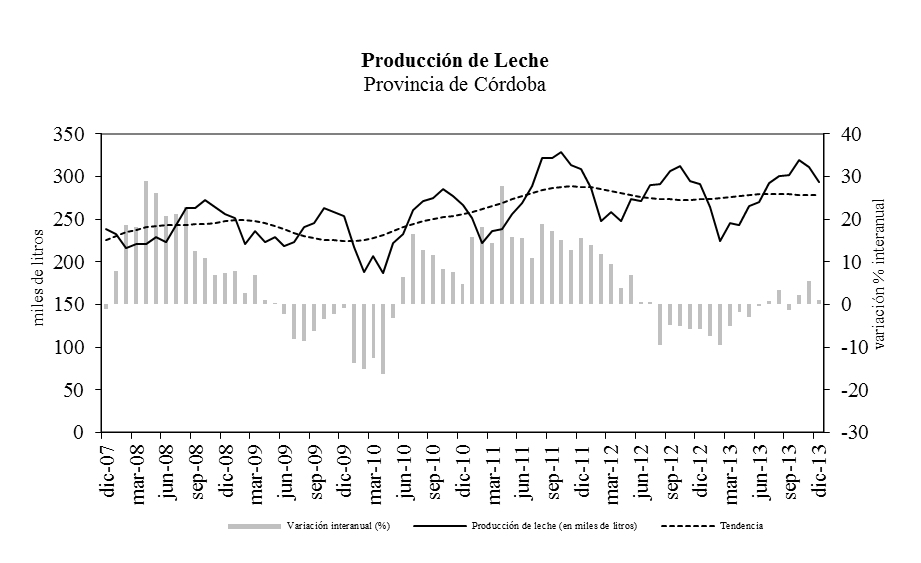 Producción de Leche
Provincia de Córdoba
350
300
250
200
150
100
50
0
miles de litros
40
30
20
10
0
-10
-20
-30
variación % interanual
dic-07
mar-08
jun-08
sep-08
dic-08
mar-09
jun-09
sep-09
dic-09
mar-10
jun-10
sep-10
dic-10
mar-11
jun-11
sep-11
dic-11
mar-12
jun-12
sep-12
dic-12
mar-13
jun-13
sep-13
dic-13
Variación interanual (%) Producción de leche (en miles de litros) Tendencia